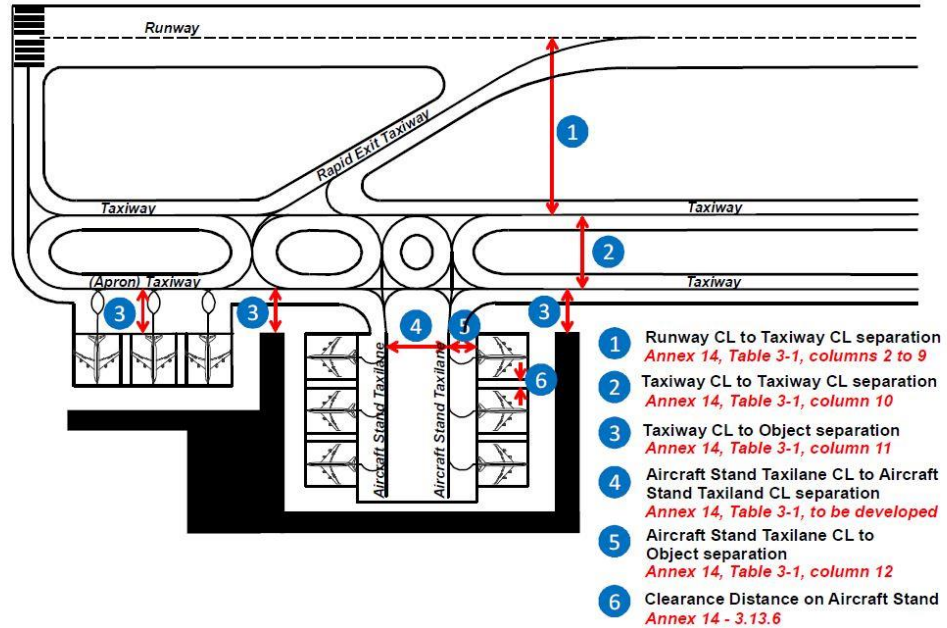 Runway
1
Rapid Exit Taxiway
Taxiway
Taxiway
2
(Apron) Taxiway
Taxiway
3
3
3
4
5
6
Aircraft Stand Taxilane
Aircraft Stand Taxilane
1
Runway CL to Taxiway CL separation
Annex 14, Table 3-1, columns 2 to 9
2
Taxiway CL to Taxiway CL separation
Annex 14, Table 3-1, column 10
3
Taxiway CL to Object separation
Annex 14, Table 3-1, column 11
4
Aircraft Stand Taxilane CL to Aircraft
Stand Taxiland CL separation
Annex 14, Table 3-1, to be developed
5
Aircraft Stand Taxilane CL to
Object separation
Annex 14, Table 3-1, column 12
6
Clearance Distance on Aircraft Stand
Annex 14 - 3.13.6